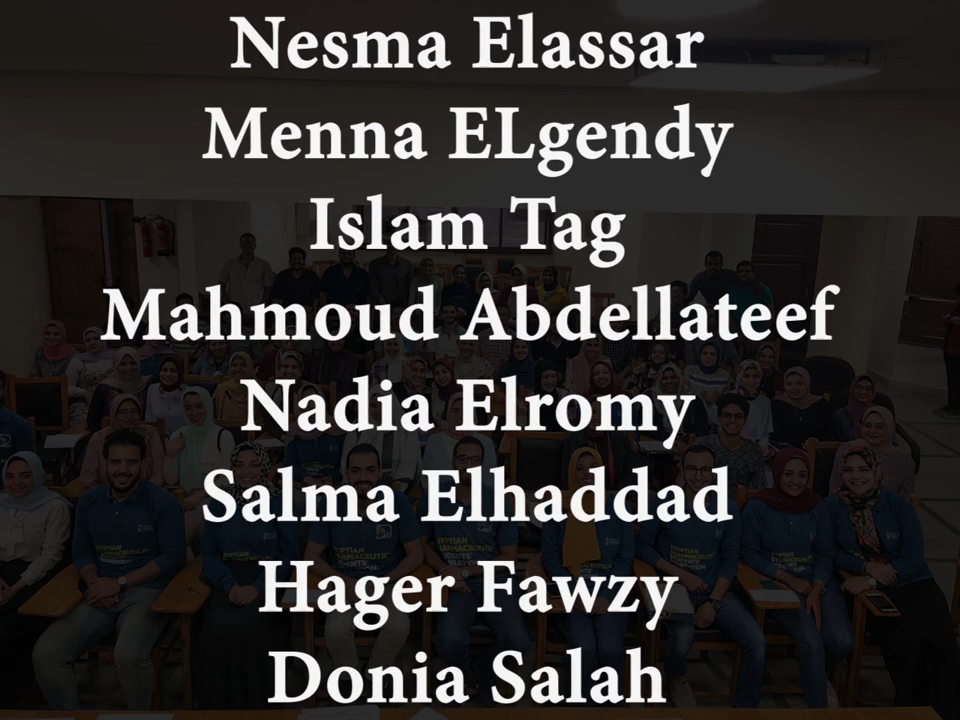 Nesma Elassar
Menna ELgendy
Islam Tag
Mahmoud Abdellateef
Nadia Elromy
Salma Elhaddad
Hager Fawzy
Donia Salah